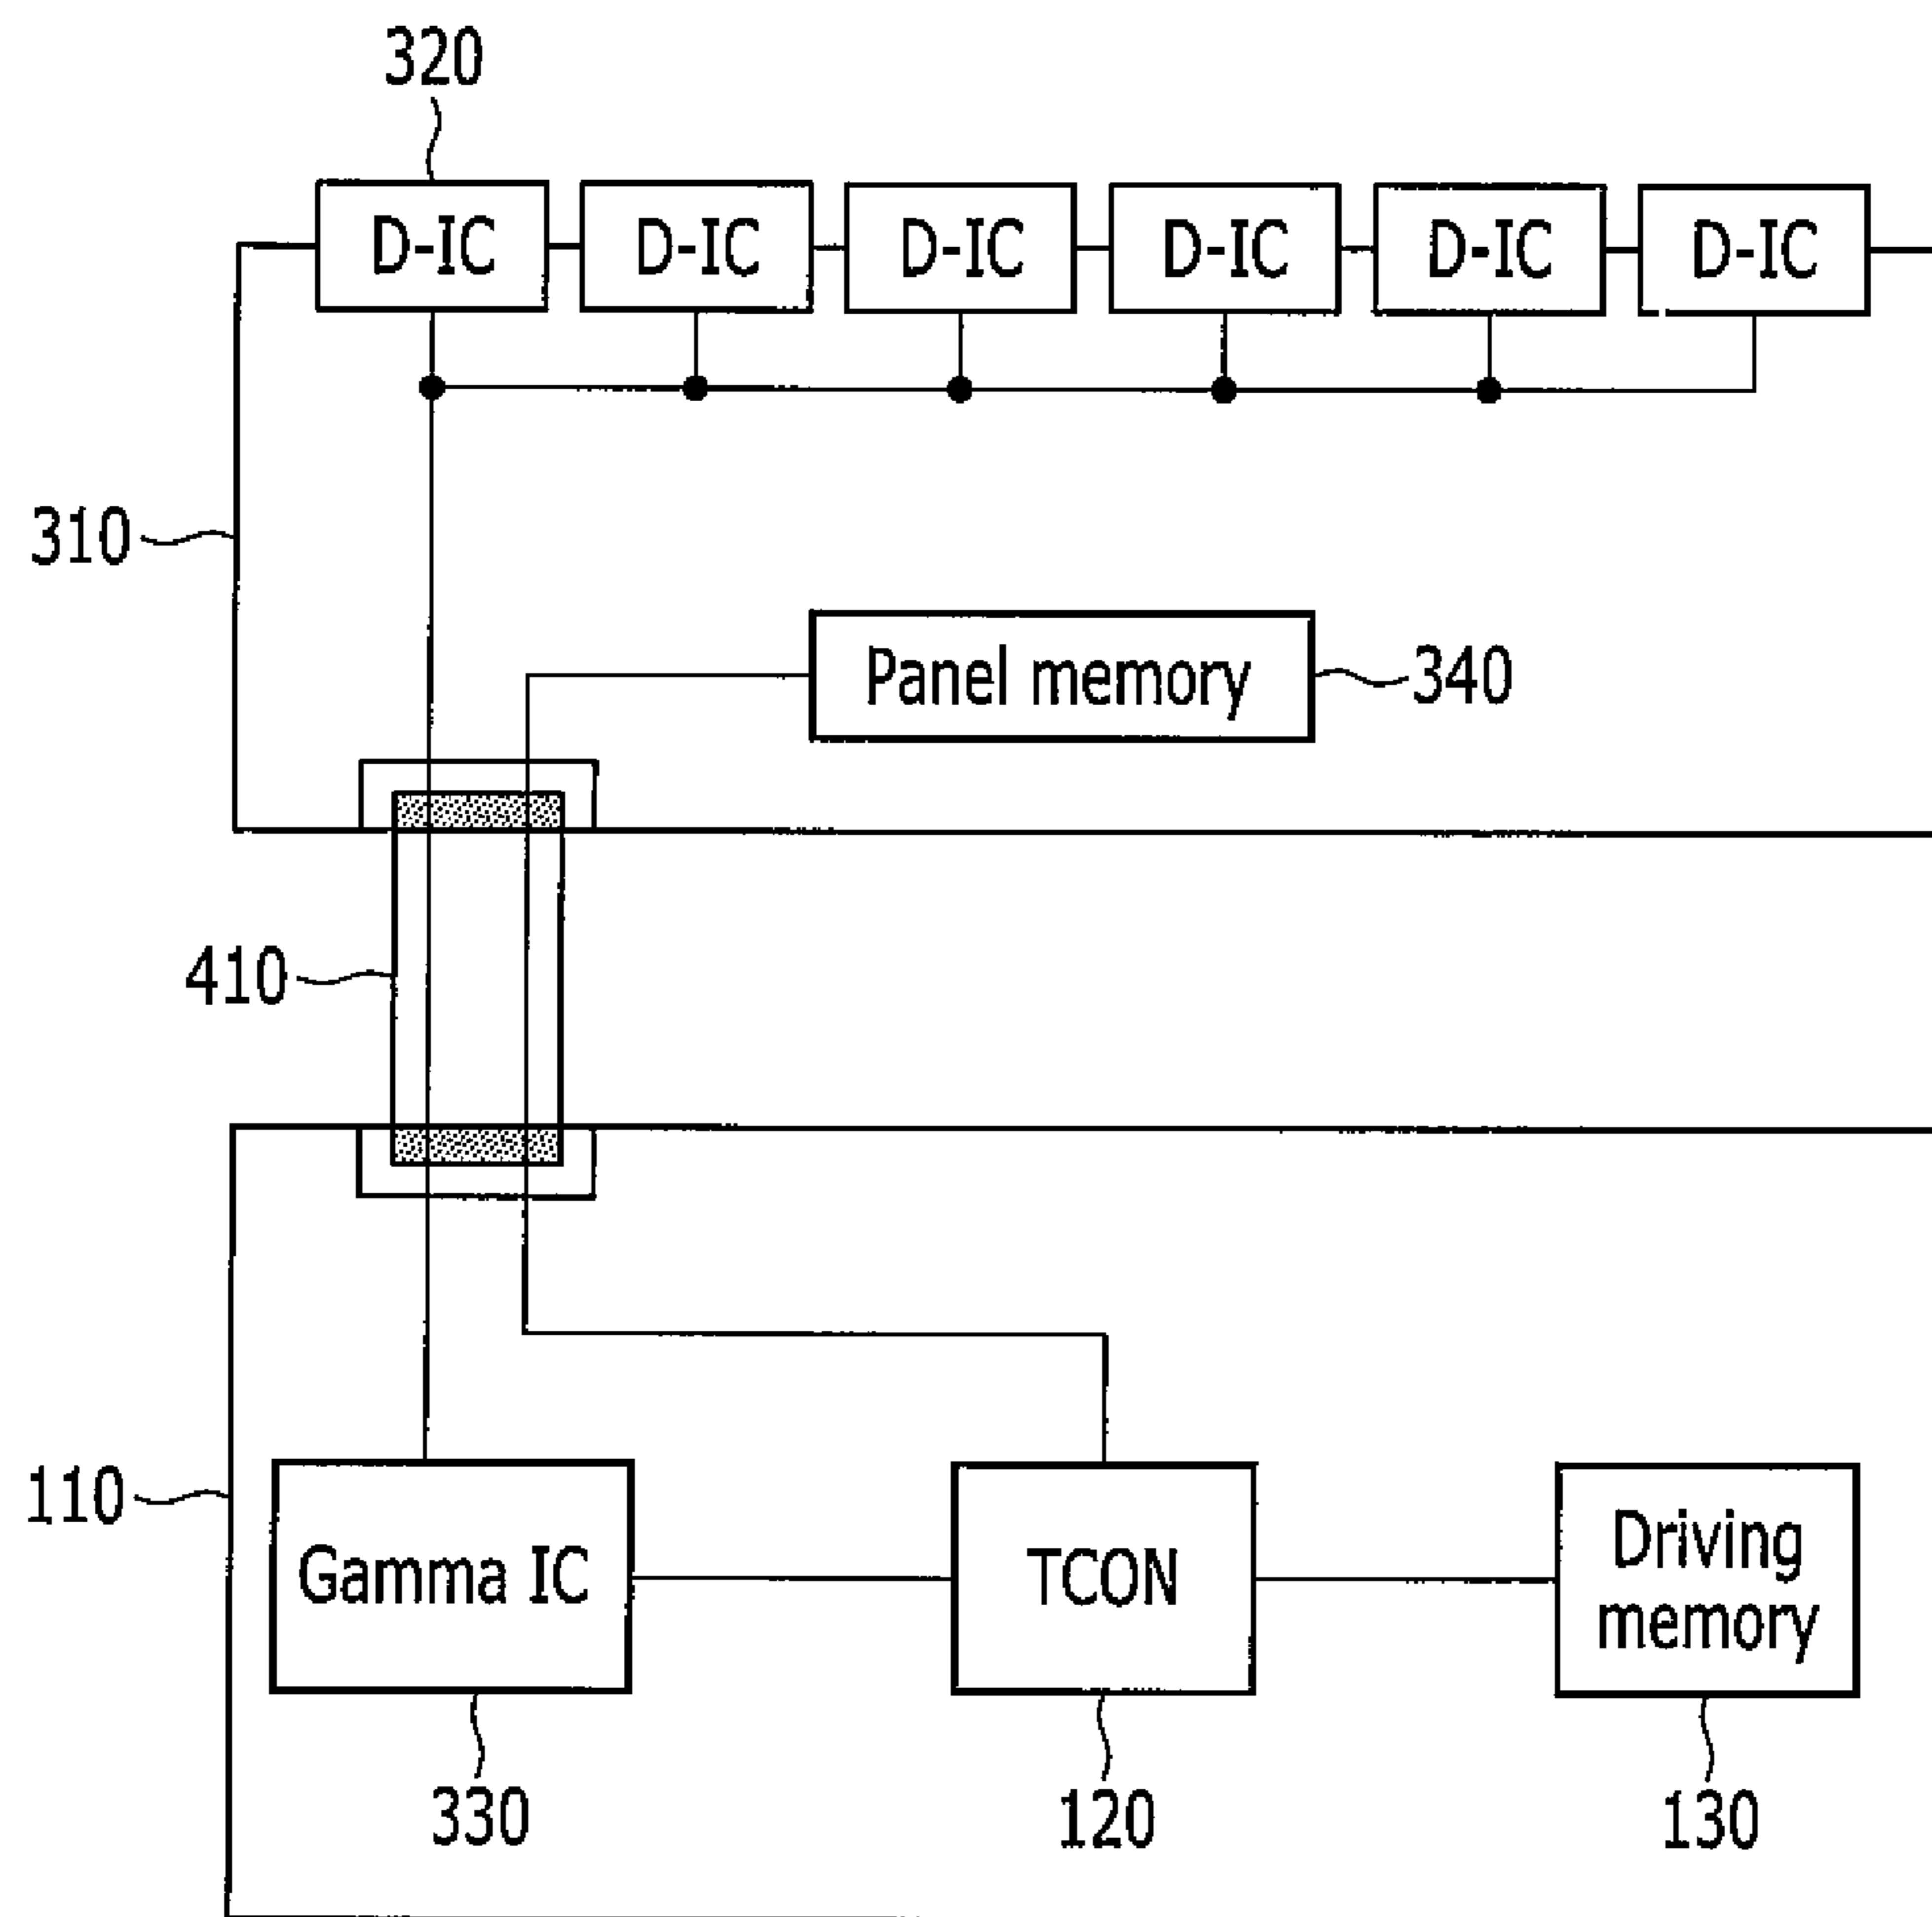 320
D-IC D-IC D-IC D-IC D-IC D-IC
310
Panel memory 340
410
110
Gamma IC TCON Driving
memory
330 120 130